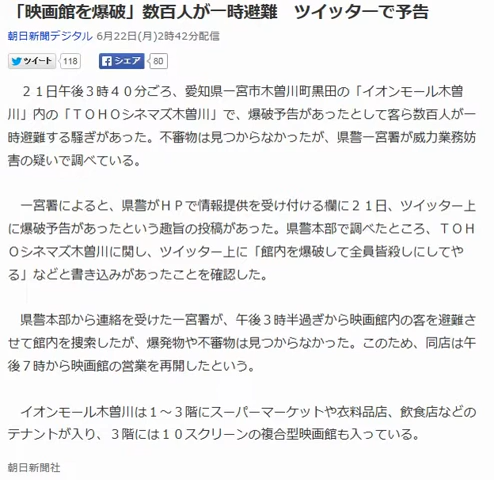 「映画館を爆破」数百人が一時避難　ツイッターで予告
朝日新聞デジタル 6月22日(月)2時42分配信
ツイート 118 シェア 80
２１日午後３時４０分ごろ、愛知県一宮市木曽川町黒田の「イオンモール木曽
川」内の「ＴＯＨＯシネマズ木曽川」で、爆破予告があったとして客ら数百人が一
時避難する騒ぎがあった。不審物は見つからなかったが、県警一宮署が威力業務妨
害の疑いで調べている。
一宮署によると、県警がＨＰで情報提供を受け付ける欄に２１日、ツイッター上
に爆破予告があったという趣旨の投稿があった。県警本部で調べたところ、ＴＯＨ
Ｏシネマズ木曽川に関し、ツイッター上に「館内を爆破して全員皆殺しにしてや
る」などと書き込みがあったことを確認した。
県警本部から連絡を受けた一宮署が、午後３時半過ぎから映画館内の客を避難さ
せて館内を捜索したが、爆発物や不審物は見つからなかった。このため、同店は午
後７時から映画館の営業を再開したという。
イオンモール木曽川は１～３階にスーパーマーケットや衣料品店、飲食店などの
テナントが入り、３階には１０スクリーンの複合型映画館も入っている。
朝日新聞社